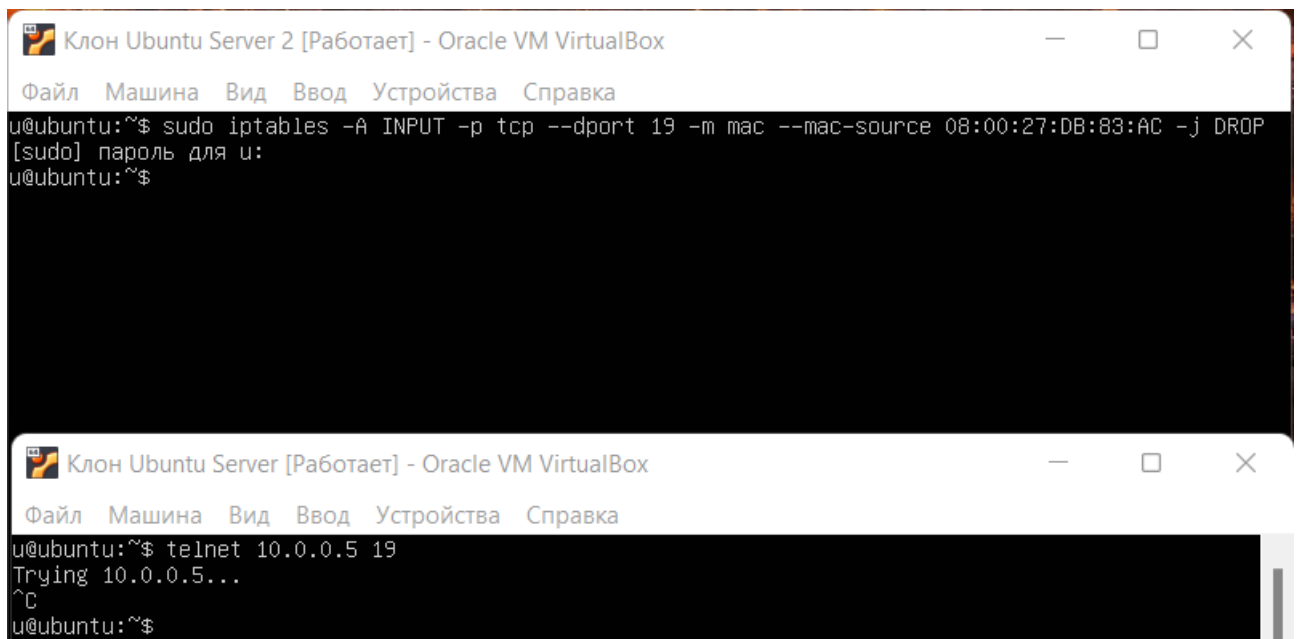 Клон Ubuntu Server 2 [Работает] - Oracle VM VirtualBox
Файл Машина Вид Ввод Устройства Справка
u@ubuntu:~$ sudo iptables -A INPUT -p tcp --dport 19 -m mac --mac-source 08:00:27:DB:83:AC -j DROP
[sudo] пароль для u:
u@ubuntu:~$
Клон Ubuntu Server [Работает] - Oracle VM VirtualBox
Файл Машина Вид Ввод Устройства Справка
u@ubuntu:~$ telnet 10.0.0.5 19
Trying 10.0.0.5...
^C
u@ubuntu:~$